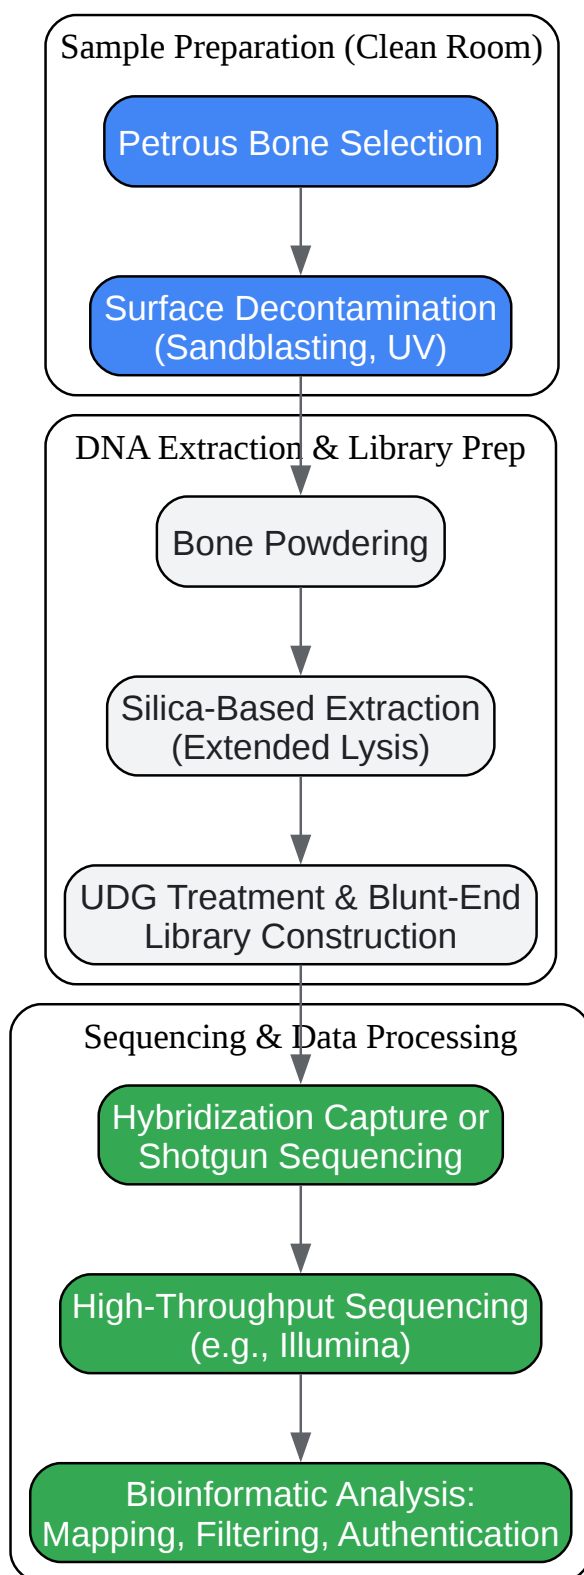 Sample Preparation (Clean Room)
Petrous Bone Selection
Surface Decontamination
(Sandblasting, UV)
DNA Extraction & Library Prep
Bone Powdering
Silica-Based Extraction
(Extended Lysis)
UDG Treatment & Blunt-End
Library Construction
Sequencing & Data Processing
Hybridization Capture or
Shotgun Sequencing
High-Throughput Sequencing
(e.g., Illumina)
Bioinformatic Analysis:
Mapping, Filtering, Authentication